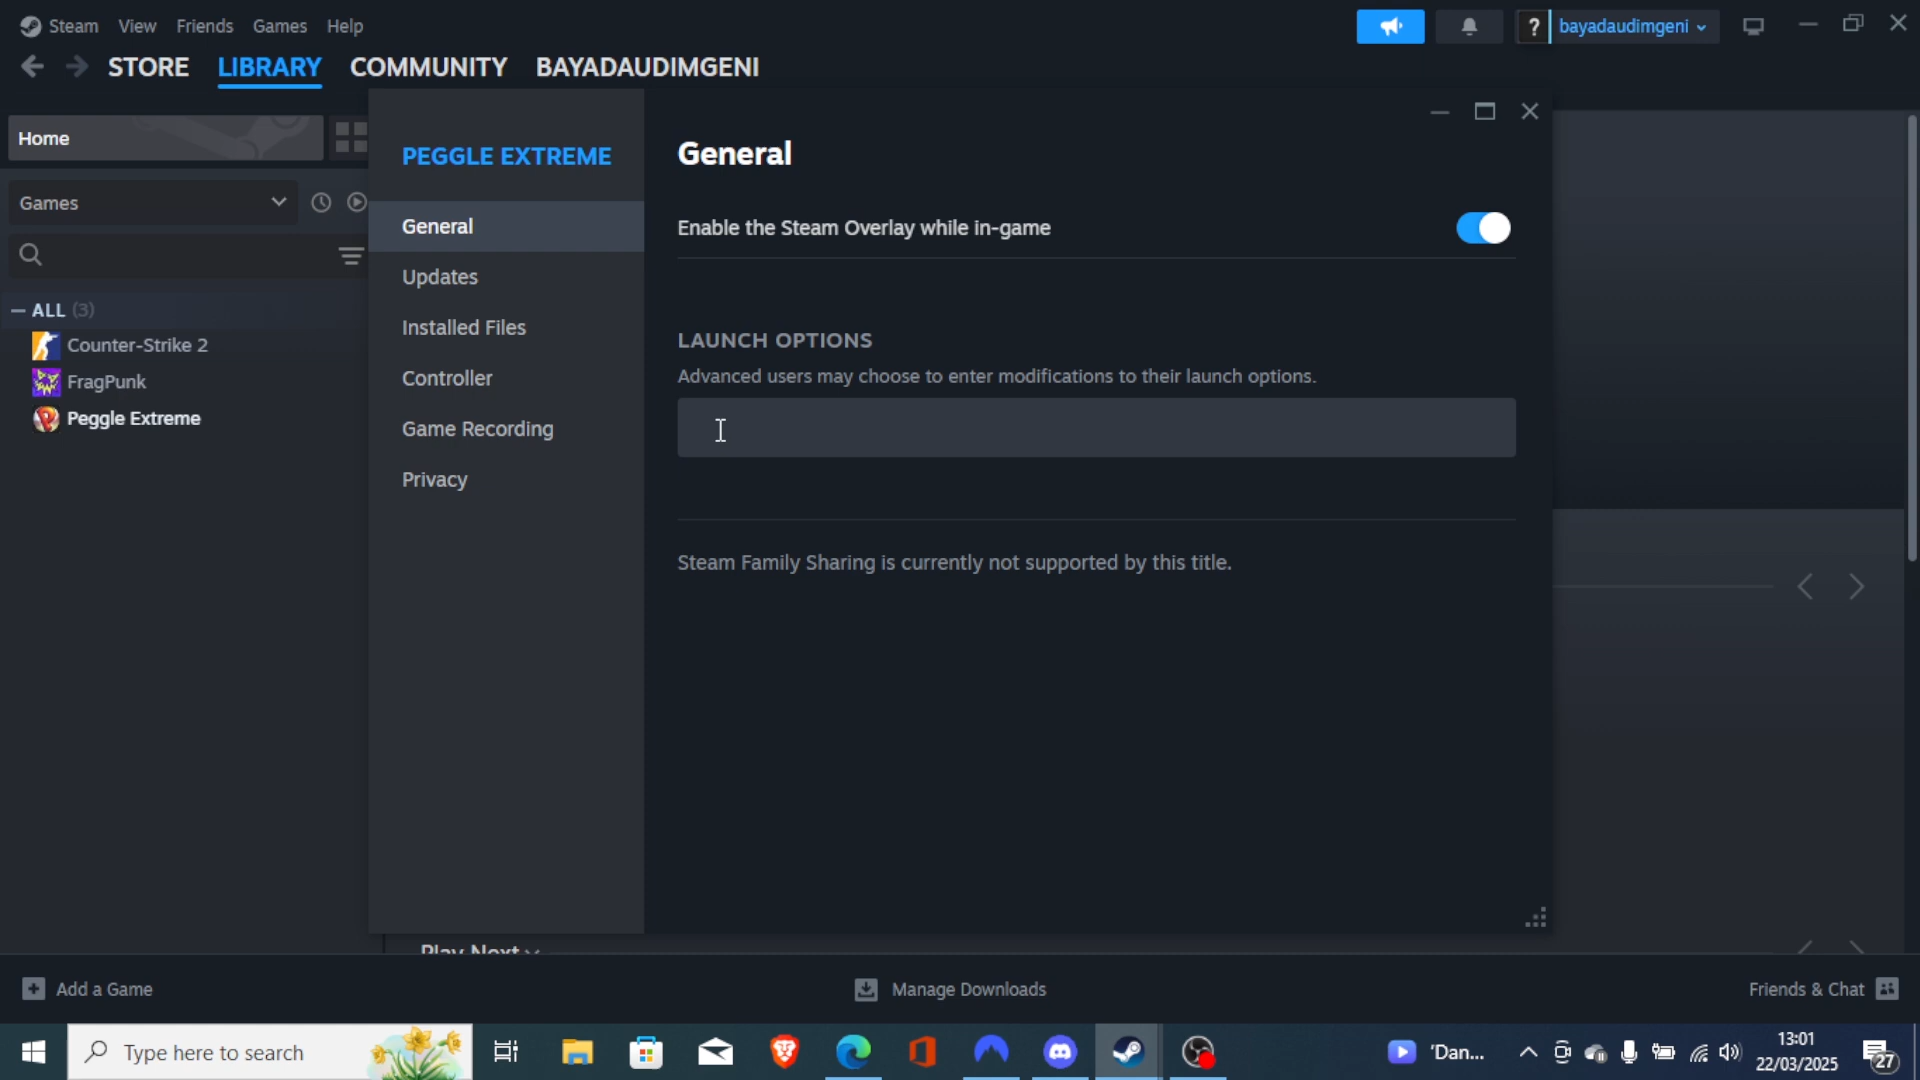 Steam View Friends Games Help
? bayadaudimgeni
STORE LIBRARY COMMUNITY BAYADAUDIMGENI
Home
Games
— ALL (3)
Counter-Strike 2
FragPunk
Peggle Extreme
PEGGLE EXTREME
General
Updates
Installed Files
Controller
Game Recording
Privacy
General
Enable the Steam Overlay while in-game
LAUNCH OPTIONS
Advanced users may choose to enter modifications to their launch options.
Steam Family Sharing is currently not supported by this title.
Play Next
Add a Game
Manage Downloads
Friends & Chat
Type here to search
'Dan...
13:01
22/03/2025
27